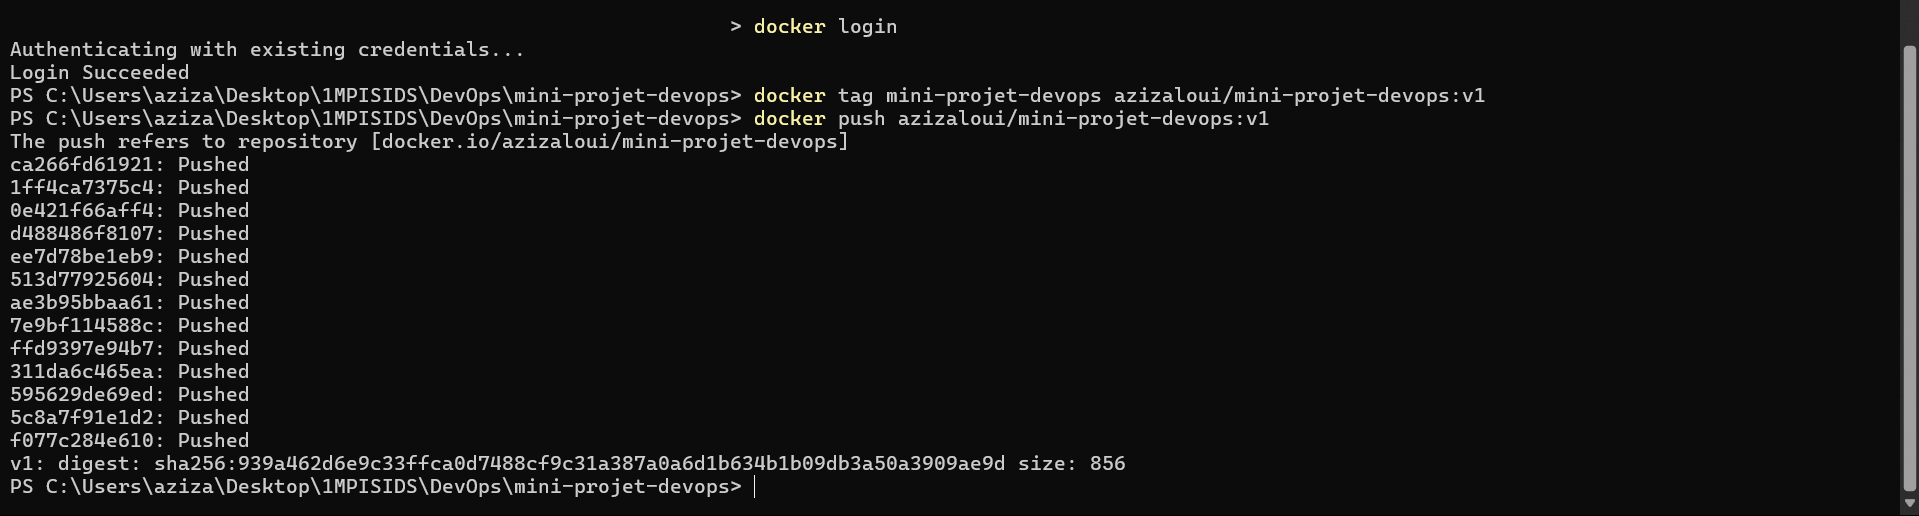 > docker login
Authenticating with existing credentials...
Login Succeeded
PS C:\Users\aziza\Desktop\1MPISIDS\DevOps\mini-projet-devops> docker tag mini-projet-devops azizaloui/mini-projet-devops:v1
PS C:\Users\aziza\Desktop\1MPISIDS\DevOps\mini-projet-devops> docker push azizaloui/mini-projet-devops:v1
The push refers to repository [docker.io/azizaloui/mini-projet-devops]
ca266fd61921: Pushed
1ff4ca7375c4: Pushed
0e421f66aff4: Pushed
d488486f8107: Pushed
ee7d78be1eb9: Pushed
513d77925604: Pushed
ae3b95bbaa61: Pushed
7e9bf114588c: Pushed
ffd9397e94b7: Pushed
311da6c465ea: Pushed
595629de69ed: Pushed
5c8a7f91e1d2: Pushed
f077c284e610: Pushed
v1: digest: sha256:939a462d6e9c33ffca0d7488cf9c31a387a0a6d1b634b1b09db3a50a3909ae9d size: 856
PS C:\Users\aziza\Desktop\1MPISIDS\DevOps\mini-projet-devops>